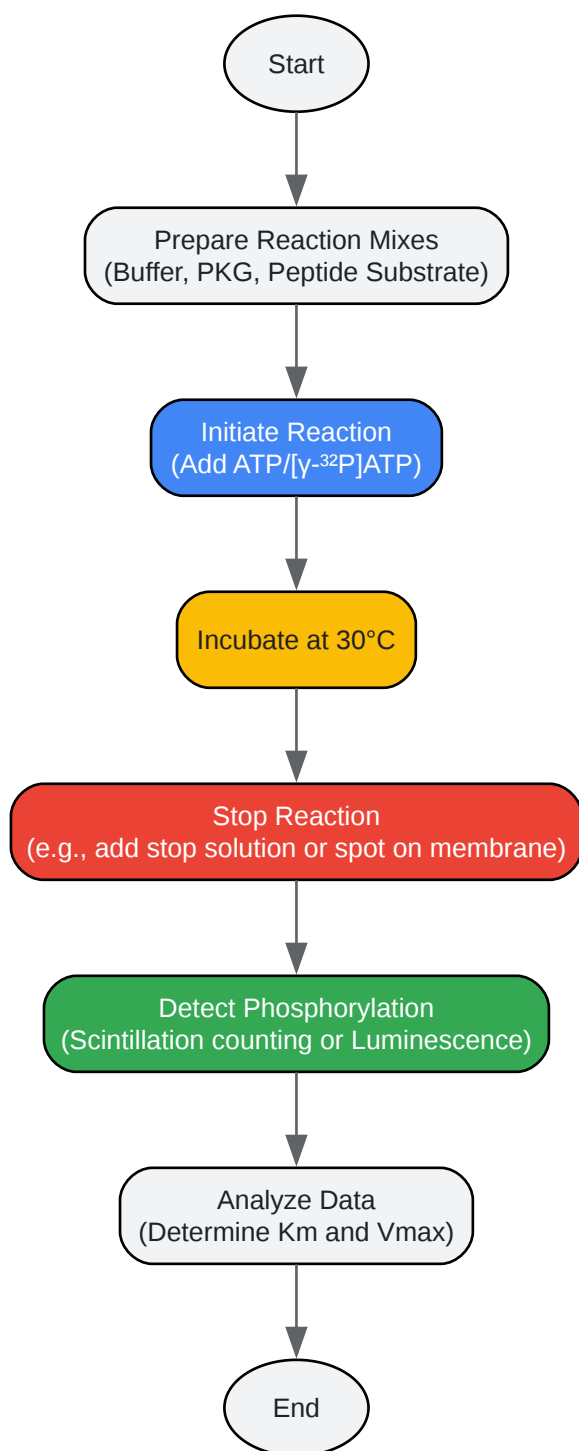 Start
Prepare Reaction Mixes
(Buffer, PKG, Peptide Substrate)
Initiate Reaction
(Add ATP/[γ-³²P]ATP)
Incubate at 30°C
Stop Reaction
(e.g., add stop solution or spot on membrane)
Detect Phosphorylation
(Scintillation counting or Luminescence)
Analyze Data
(Determine Km and Vmax)
End